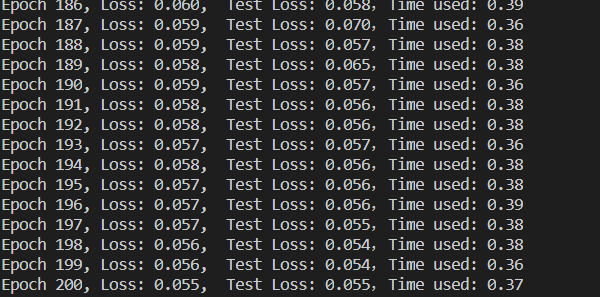 Epoch 186, Loss: 0.060,  Test Loss: 0.058, Time used: 0.39
Epoch 187, Loss: 0.059,  Test Loss: 0.070, Time used: 0.36
Epoch 188, Loss: 0.059,  Test Loss: 0.057, Time used: 0.38
Epoch 189, Loss: 0.058,  Test Loss: 0.065, Time used: 0.38
Epoch 190, Loss: 0.059,  Test Loss: 0.057, Time used: 0.36
Epoch 191, Loss: 0.058,  Test Loss: 0.056, Time used: 0.38
Epoch 192, Loss: 0.058,  Test Loss: 0.056, Time used: 0.38
Epoch 193, Loss: 0.057,  Test Loss: 0.056, Time used: 0.36
Epoch 194, Loss: 0.058,  Test Loss: 0.056, Time used: 0.38
Epoch 195, Loss: 0.057,  Test Loss: 0.056, Time used: 0.38
Epoch 196, Loss: 0.057,  Test Loss: 0.056, Time used: 0.39
Epoch 197, Loss: 0.057,  Test Loss: 0.055, Time used: 0.38
Epoch 198, Loss: 0.056,  Test Loss: 0.054, Time used: 0.38
Epoch 199, Loss: 0.056,  Test Loss: 0.054, Time used: 0.36
Epoch 200, Loss: 0.055,  Test Loss: 0.055, Time used: 0.37